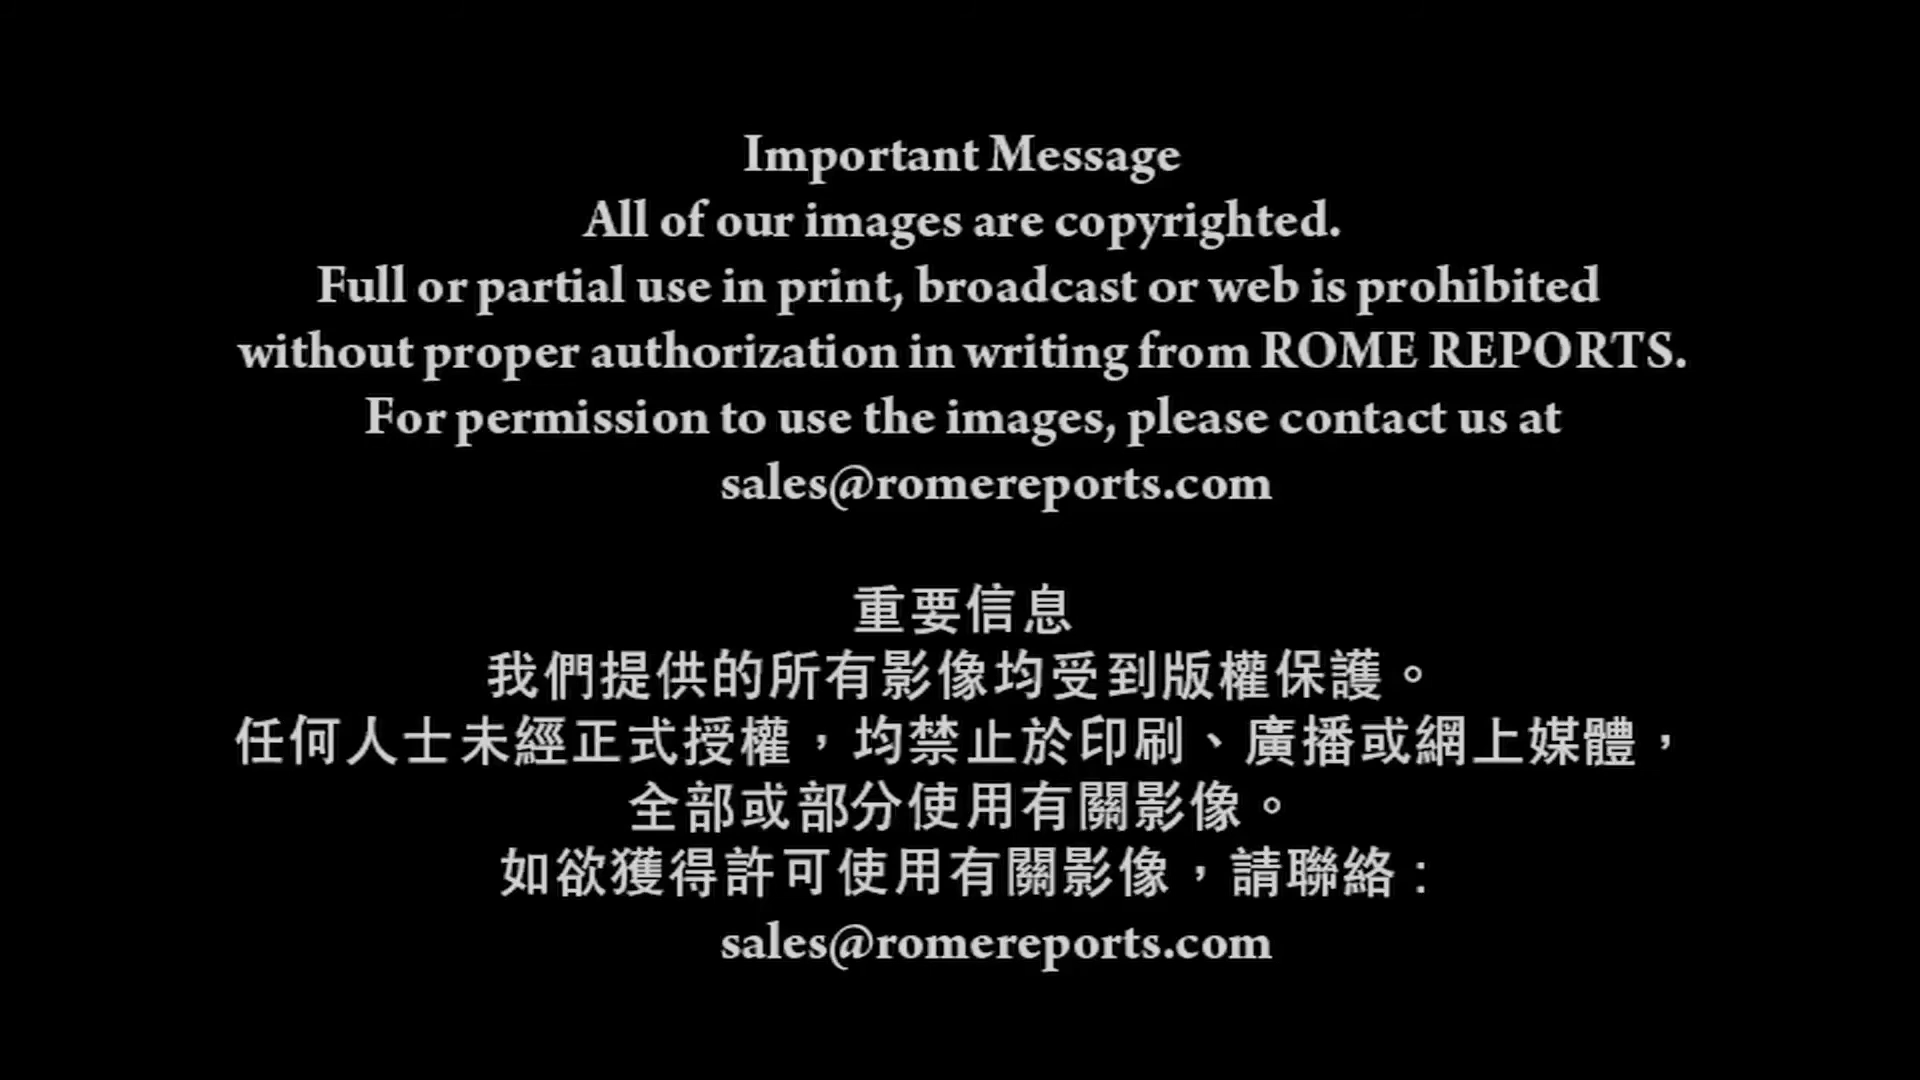 Important Message
All of our images are copyrighted.
Full or partial use in print, broadcast or web is prohibited
without proper authorization in writing from ROME REPORTS.
For permission to use the images, please contact us at
sales@romereports.com
重要信息
我們提供的所有影像均受到版權保護。
任何人士未經正式授權，均禁止於印刷、廣播或網上媒體，
全部或部分使用有關影像。
如欲獲得許可使用有關影像，請聯絡：
sales@romereports.com